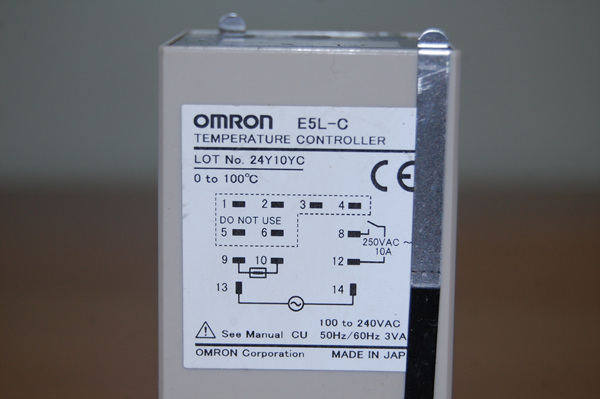 OMRON E5L-C
TEMPERATURE CONTROLLER
LOT No. 24Y10YC
0 to 100°C
CE
1 2 3 4
DO NOT USE
5 6 8
250VAC ~
10A
9 10 12
13 14
100 to 240VAC
See Manual CU 50Hz/60Hz 3VA
OMRON Corporation MADE IN JAP